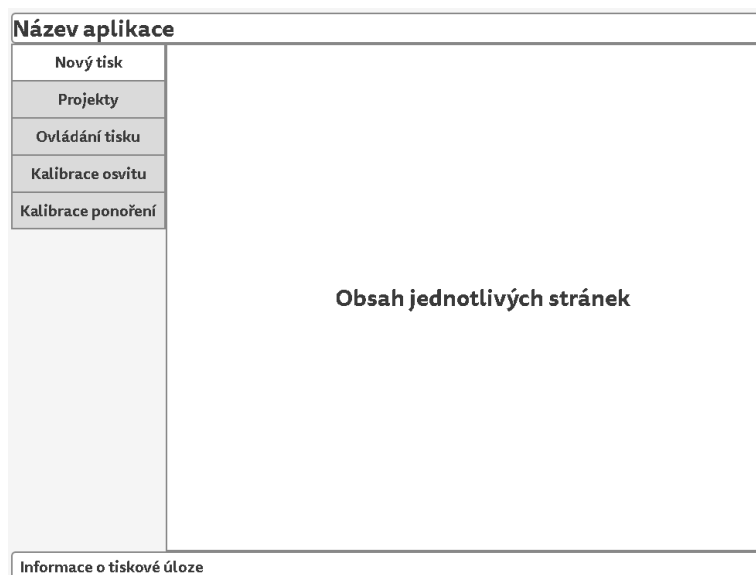 Název aplikace
Nový tisk
Projekty
Ovládání tisku
Kalibrace osvitu
Kalibrace ponoření
Obsah jednotlivých stránek
Informace o tiskové úloze